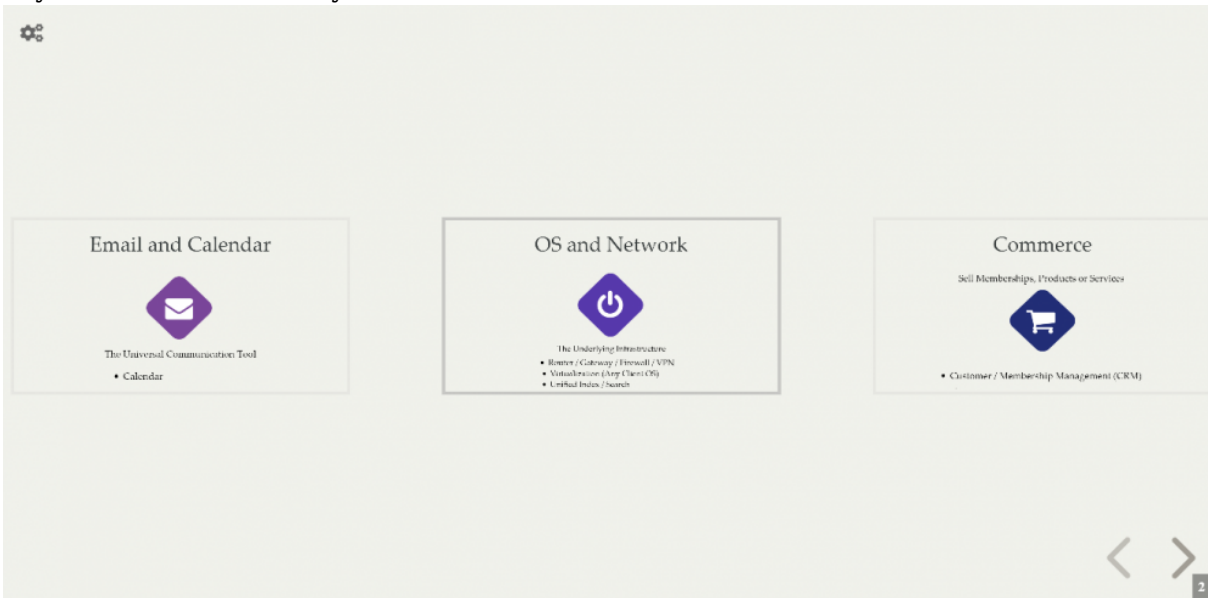 Email and Calendar
The Universal Communication Tool
• Calendar
OS and Network
The Underlying Infrastructure
• Router / Gateway / Firewall / VPN
• Virtualization (Any Client OS)
• Unified Index / Search
Commerce
Sell Memberships, Products or Services
• Customer / Membership Management (CRM)
2